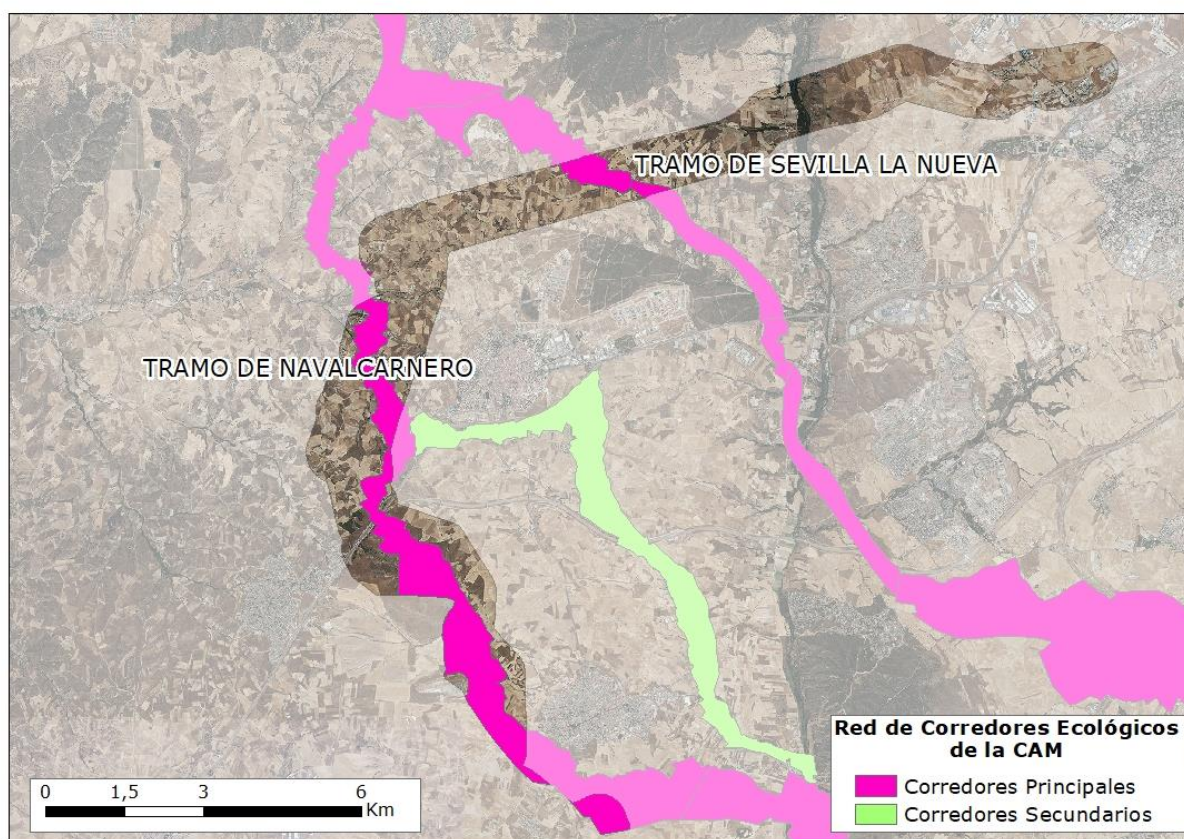 TRAMO DE SEVILLA LA NUEVA
TRAMO DE NAVALCARNERO
Red de Corredores Ecológicos
de la CAM
Corredores Principales
Corredores Secundarios
0 1,5 3 6
Km